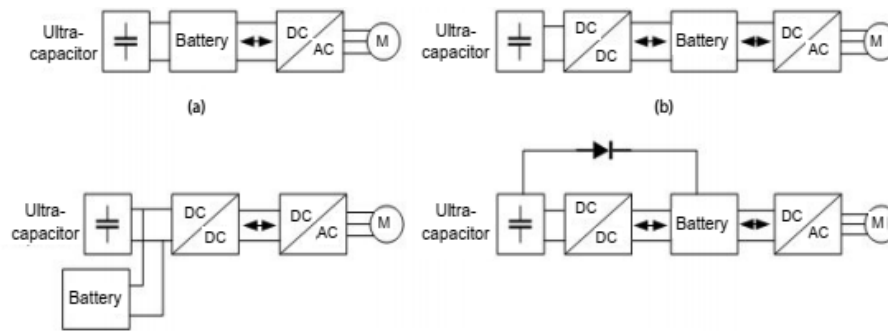 Ultra-
capacitor
Battery
DC
AC
M
(a)
Ultra-
capacitor
DC
DC
Battery
DC
AC
M
(b)
Ultra-
capacitor
DC
DC
DC
AC
M
Battery
Ultra-
capacitor
DC
DC
Battery
DC
AC
M